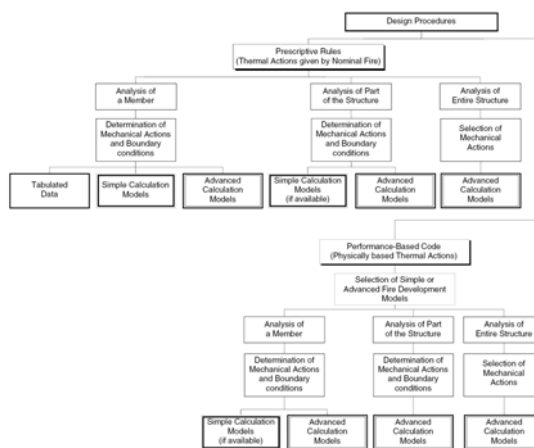 Design Procedures
Prescriptive Rules
(Thermal Actions given by Nominal Fire)
Analysis of
a Member
Analysis of Part
of the Structure
Analysis of
Entire Structure
Determination of
Mechanical Actions
and Boundary
conditions
Determination of
Mechanical Actions
and Boundary
conditions
Selection of
Mechanical
Actions
Tabulated
Data
Simple Calculation
Models
Advanced
Calculation
Models
Simple Calculation
Models
(if available)
Advanced
Calculation
Models
Advanced
Calculation
Models
Performance-Based Code
(Physically based Thermal Actions)
Selection of Simple or
Advanced Fire Development
Models
Analysis of
a Member
Analysis of Part
of the Structure
Analysis of
Entire Structure
Determination of
Mechanical Actions
and Boundary
conditions
Determination of
Mechanical Actions
and Boundary
conditions
Selection of
Mechanical
Actions
Simple Calculation
Models
(if available)
Advanced
Calculation
Models
Advanced
Calculation
Models
Advanced
Calculation
Models